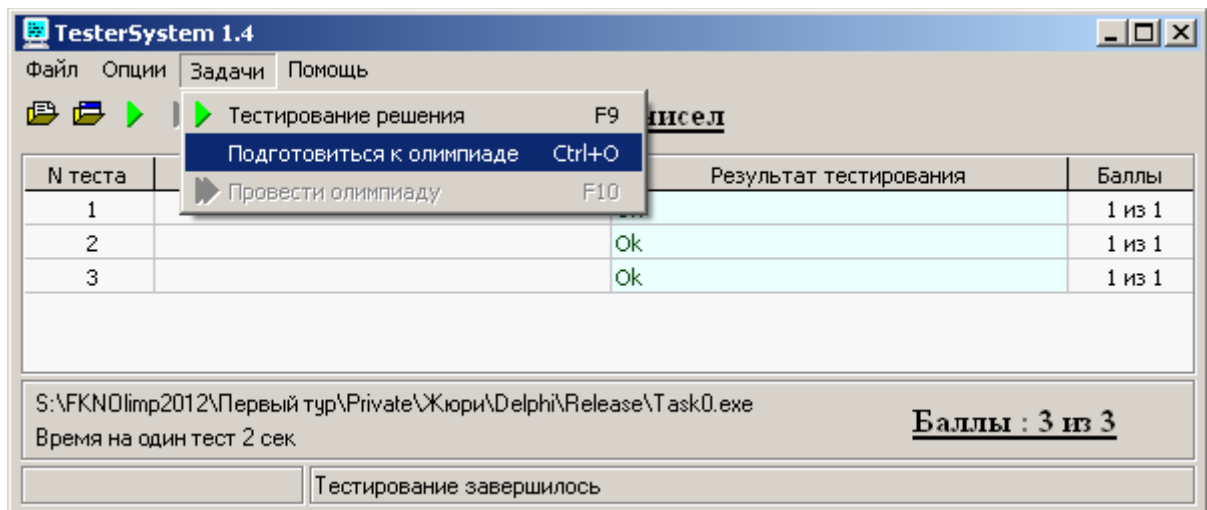 TesterSystem 1.4
Файл Опции Задачи Помощь
Тестирование решения F9
Подготовиться к олимпиаде Ctrl+O
Провести олимпиаду F10
N теста Результат тестирования Баллы
1 1 из 1
2 Ok 1 из 1
3 Ok 1 из 1
S:\FKNOlimp2012\Первый тур\Private\Жюри\Delphi\Release\Task0.exe
Время на один тест 2 сек
Баллы : 3 из 3
Тестирование завершилось